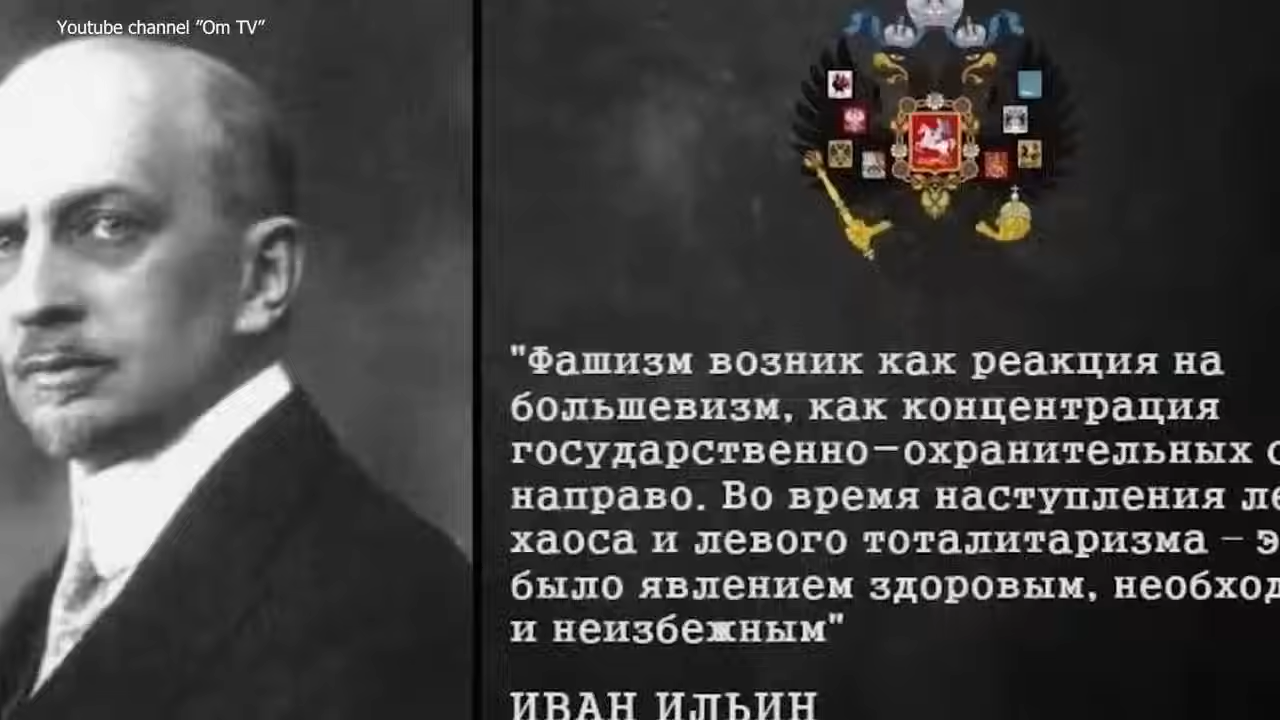 Youtube channel ”Om TV”
"Фашизм возник как реакция на
большевизм, как концентрация
государственно—охранительных
направо. Во время наступления
хаоса и левого тоталитаризма —
было явлением здоровым,
и неизбежным"
ИВАН ИЛЬИН